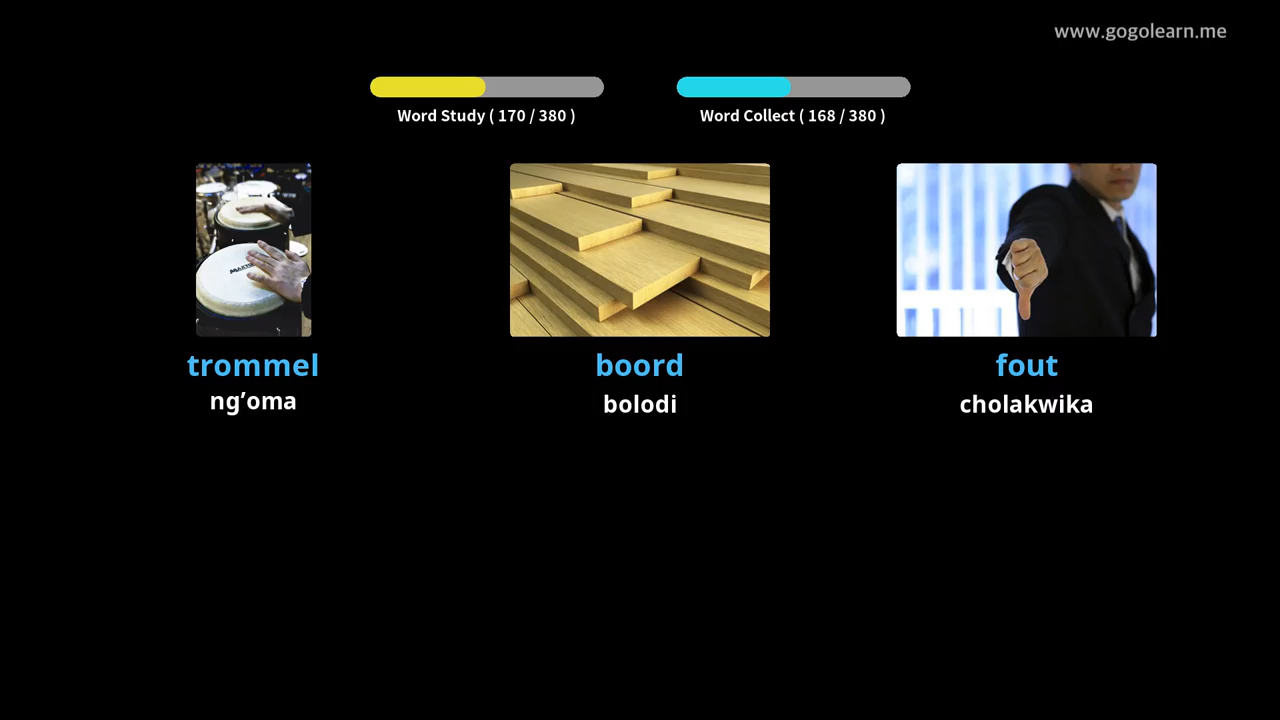 www.gogolearn.me
Word Study ( 170 / 380 )
Word Collect ( 168 / 380 )
trommel
boord
fout
ng’oma
bolodi
cholakwika